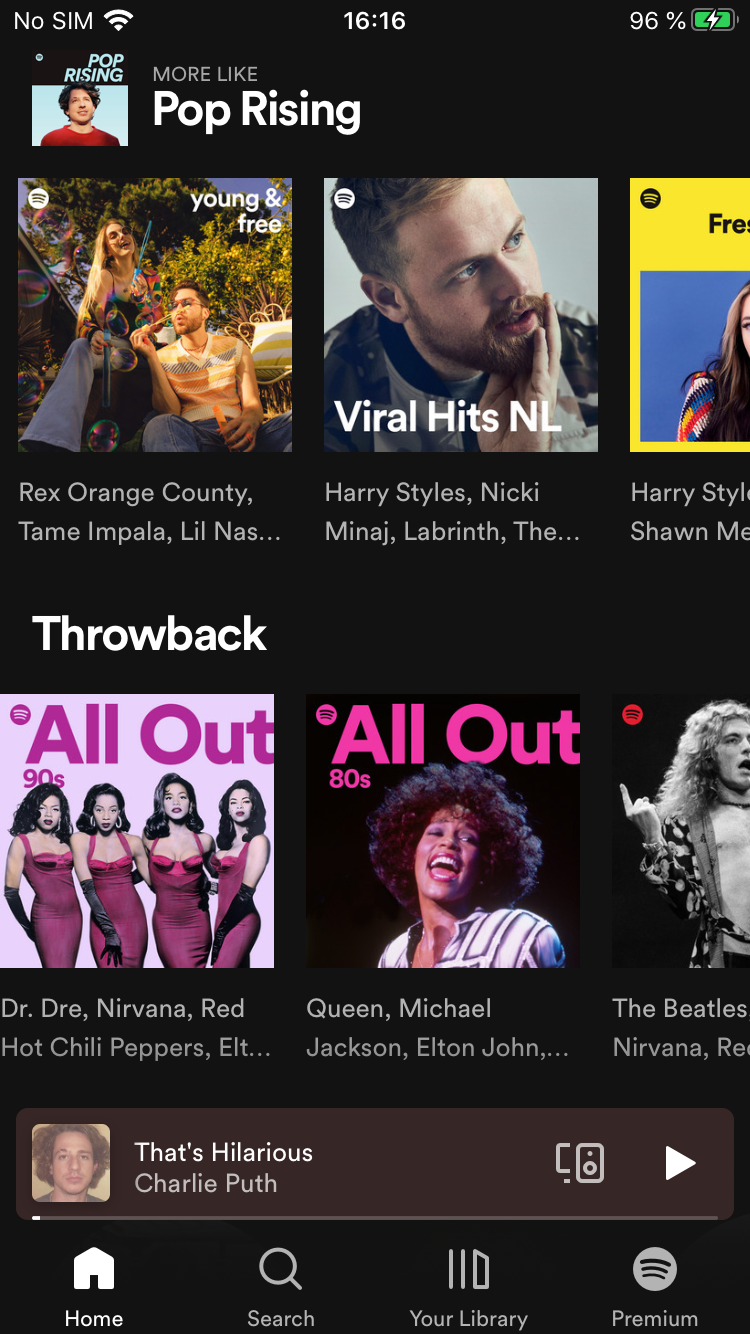 No SIM 16:16 96 %
POP
RISING
MORE LIKE
Pop Rising
young &
free
Viral Hits NL
Fres
Rex Orange County,
Tame Impala, Lil Nas...
Harry Styles, Nicki
Minaj, Labrinth, The...
Harry Style
Shawn Me
Throwback
All Out
90s
All Out
80s
Dr. Dre, Nirvana, Red
Hot Chili Peppers, Elt...
Queen, Michael
Jackson, Elton John,...
The Beatles,
Nirvana, Red
That's Hilarious
Charlie Puth
Home Search Your Library Premium